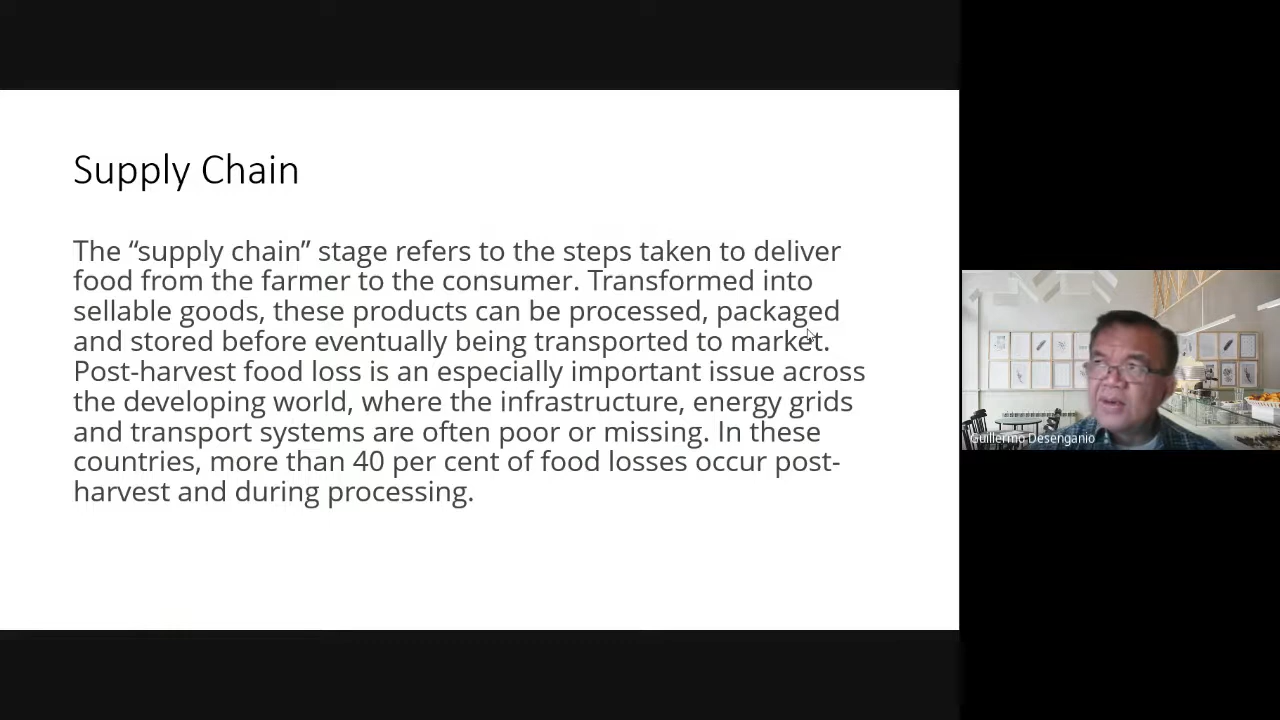 Supply Chain
The “supply chain” stage refers to the steps taken to deliver
food from the farmer to the consumer. Transformed into
sellable goods, these products can be processed, packaged
and stored before eventually being transported to market.
Post-harvest food loss is an especially important issue across
the developing world, where the infrastructure, energy grids
and transport systems are often poor or missing. In these
countries, more than 40 per cent of food losses occur post-
harvest and during processing.
Guillermo Desenganio